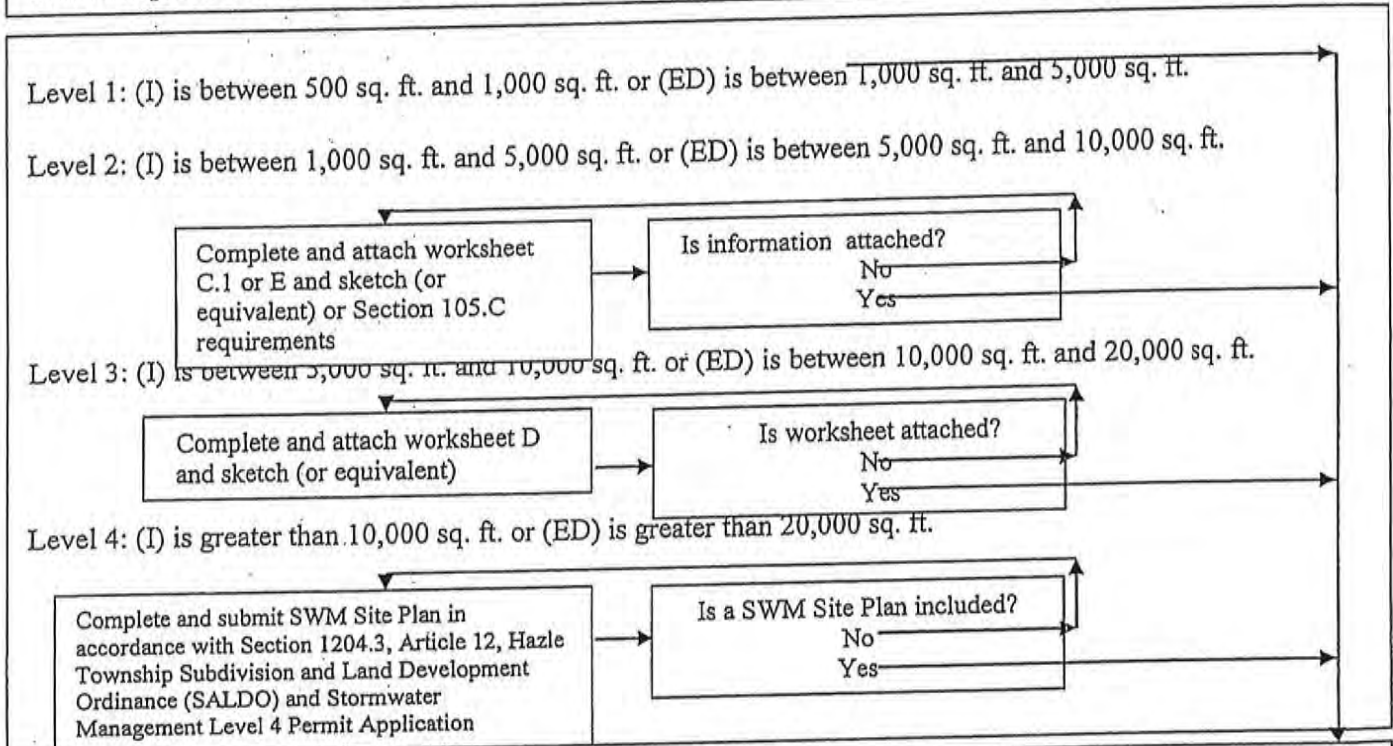 Level 1: (I) is between 500 sq. ft. and 1,000 sq. ft. or (ED) is between 1,000 sq. ft. and 5,000 sq. ft.
Level 2: (I) is between 1,000 sq. ft. and 5,000 sq. ft. or (ED) is between 5,000 sq. ft. and 10,000 sq. ft.
Complete and attach worksheet
C.1 or E and sketch (or
equivalent) or Section 105.C
requirements
Is information attached?
No
Yes
Level 3: (I) is between 5,000 sq. ft. and 10,000 sq. ft. or (ED) is between 10,000 sq. ft. and 20,000 sq. ft.
Complete and attach worksheet D
and sketch (or equivalent)
Is worksheet attached?
No
Yes
Level 4: (I) is greater than 10,000 sq. ft. or (ED) is greater than 20,000 sq. ft.
Complete and submit SWM Site Plan in
accordance with Section 1204.3, Article 12, Hazle
Township Subdivision and Land Development
Ordinance (SALDO) and Stormwater
Management Level 4 Permit Application
Is a SWM Site Plan included?
No
Yes